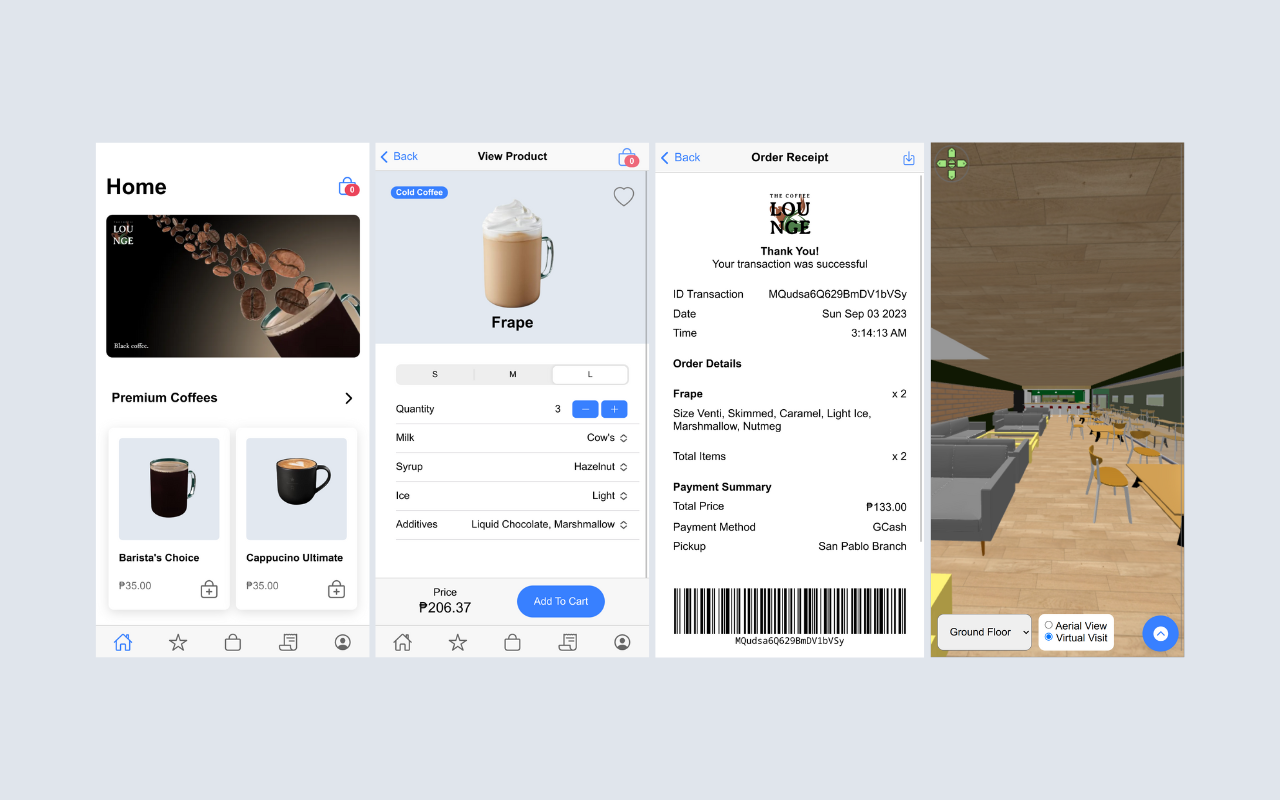 Home
0
LOU
NGE
Black coffee.
Premium Coffees
Barista's Choice
₱35.00
Cappucino Ultimate
₱35.00
Back
View Product
0
Cold Coffee
Frape
S M L
Quantity 3
Milk Cow's
Syrup Hazelnut
Ice Light
Additives Liquid Chocolate, Marshmallow
Price
₱206.37
Add To Cart
Back
Order Receipt
THE COFFEE
LOU
NGE
Thank You!
Your transaction was successful
ID Transaction MQudsa6Q629BmDV1bVSy
Date Sun Sep 03 2023
Time 3:14:13 AM
Order Details
Frape x 2
Size Venti, Skimmed, Caramel, Light Ice,
Marshmallow, Nutmeg
Total Items x 2
Payment Summary
Total Price ₱133.00
Payment Method GCash
Pickup San Pablo Branch
MQudsa6Q629BmDV1bVSy
Ground Floor
Aerial View
Virtual Visit